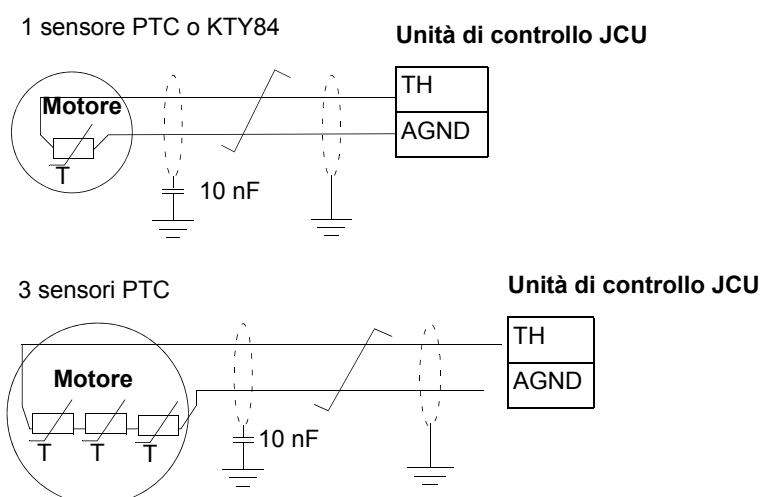 1 sensore PTC o KTY84
Unità di controllo JCU
TH
Motore
AGND
T
10 nF
3 sensori PTC
Unità di controllo JCU
TH
Motore
AGND
10 nF
T T T